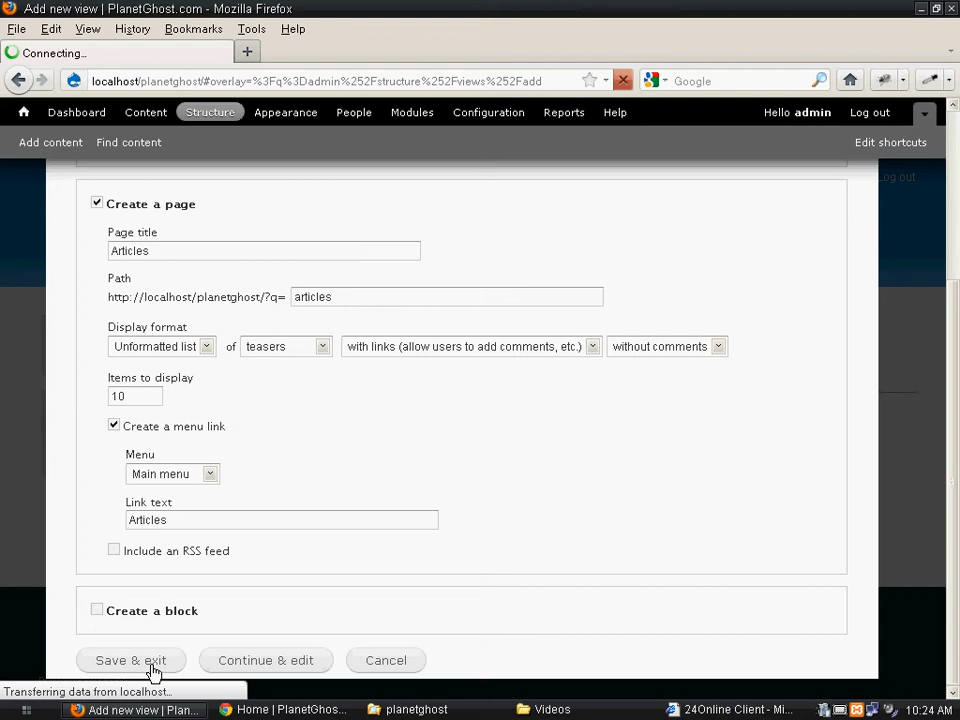 Add new view | PlanetGhost.com - Mozilla Firefox
File Edit View History Bookmarks Tools Help
Connecting...
localhost/planetghost/#overlay=%3Fq%3Dadmin%252Fstructure%252Fviews%252Fadd
Google
Dashboard Content Structure Appearance People Modules Configuration Reports Help Hello admin Log out
Add content Find content Edit shortcuts
Log out
Create a page
Page title
Articles
Path
http://localhost/planetghost/?q= articles
Display format
Unformatted list of teasers with links (allow users to add comments, etc.) without comments
Items to display
10
Create a menu link
Menu
Main menu
Link text
Articles
Include an RSS feed
Create a block
Save & exit Continue & edit Cancel
Transferring data from localhost...
Add new view | Plan... Home | PlanetGhos... planetghost Videos 24Online Client - Mi... 10:24 AM